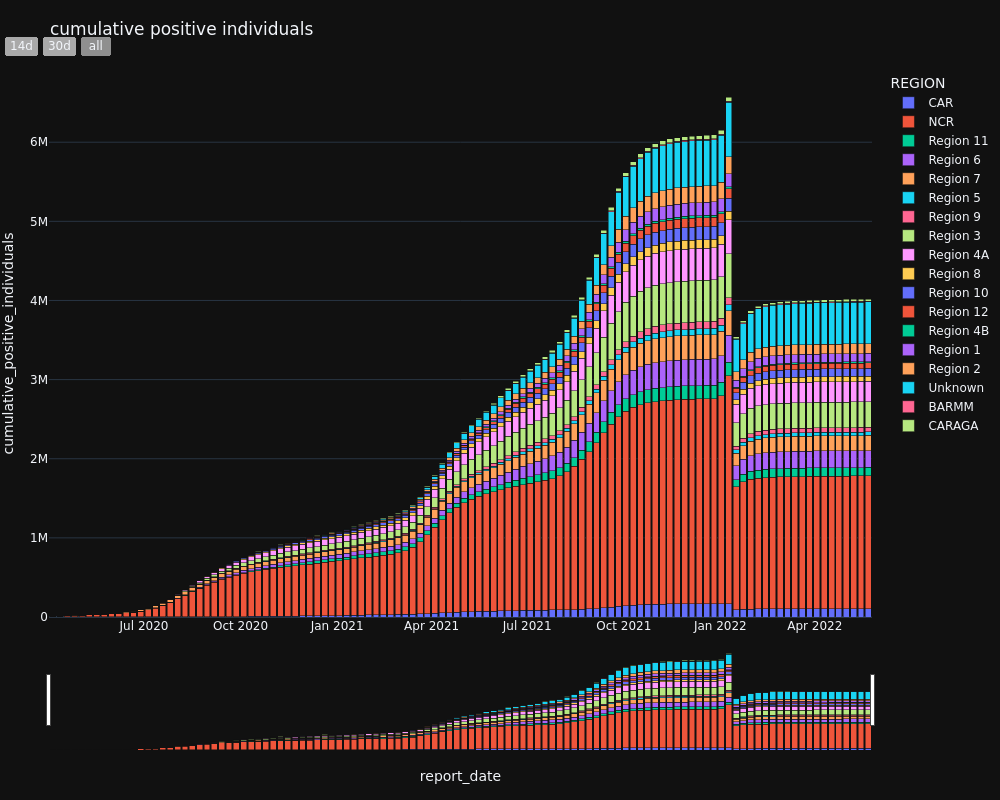 cumulative positive individuals
14d
30d
all
REGION
CAR
NCR
Region 11
Region 6
Region 7
Region 5
Region 9
Region 3
Region 4A
Region 8
Region 10
Region 12
Region 4B
Region 1
Region 2
Unknown
BARMM
CARAGA
cumulative_positive_individuals
6M
5M
4M
3M
2M
1M
0
Jul 2020
Oct 2020
Jan 2021
Apr 2021
Jul 2021
Oct 2021
Jan 2022
Apr 2022
report_date